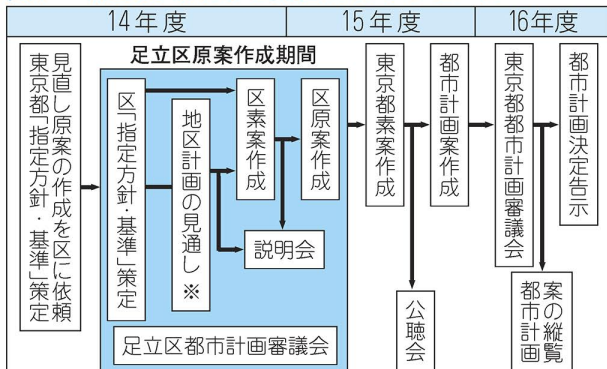 14年度
15年度
16年度
足立区原案作成期間
東京都「指定方針・基準」策定
見直し原案の作成を区に依頼
区「指定方針・基準」策定
地区計画の見通し※
区素案作成
区原案作成
説明会
足立区都市計画審議会
東京都素案作成
公聴会
都市計画案作成
東京都都市計画審議会
都市計画
案の縦覧
都市計画決定告示